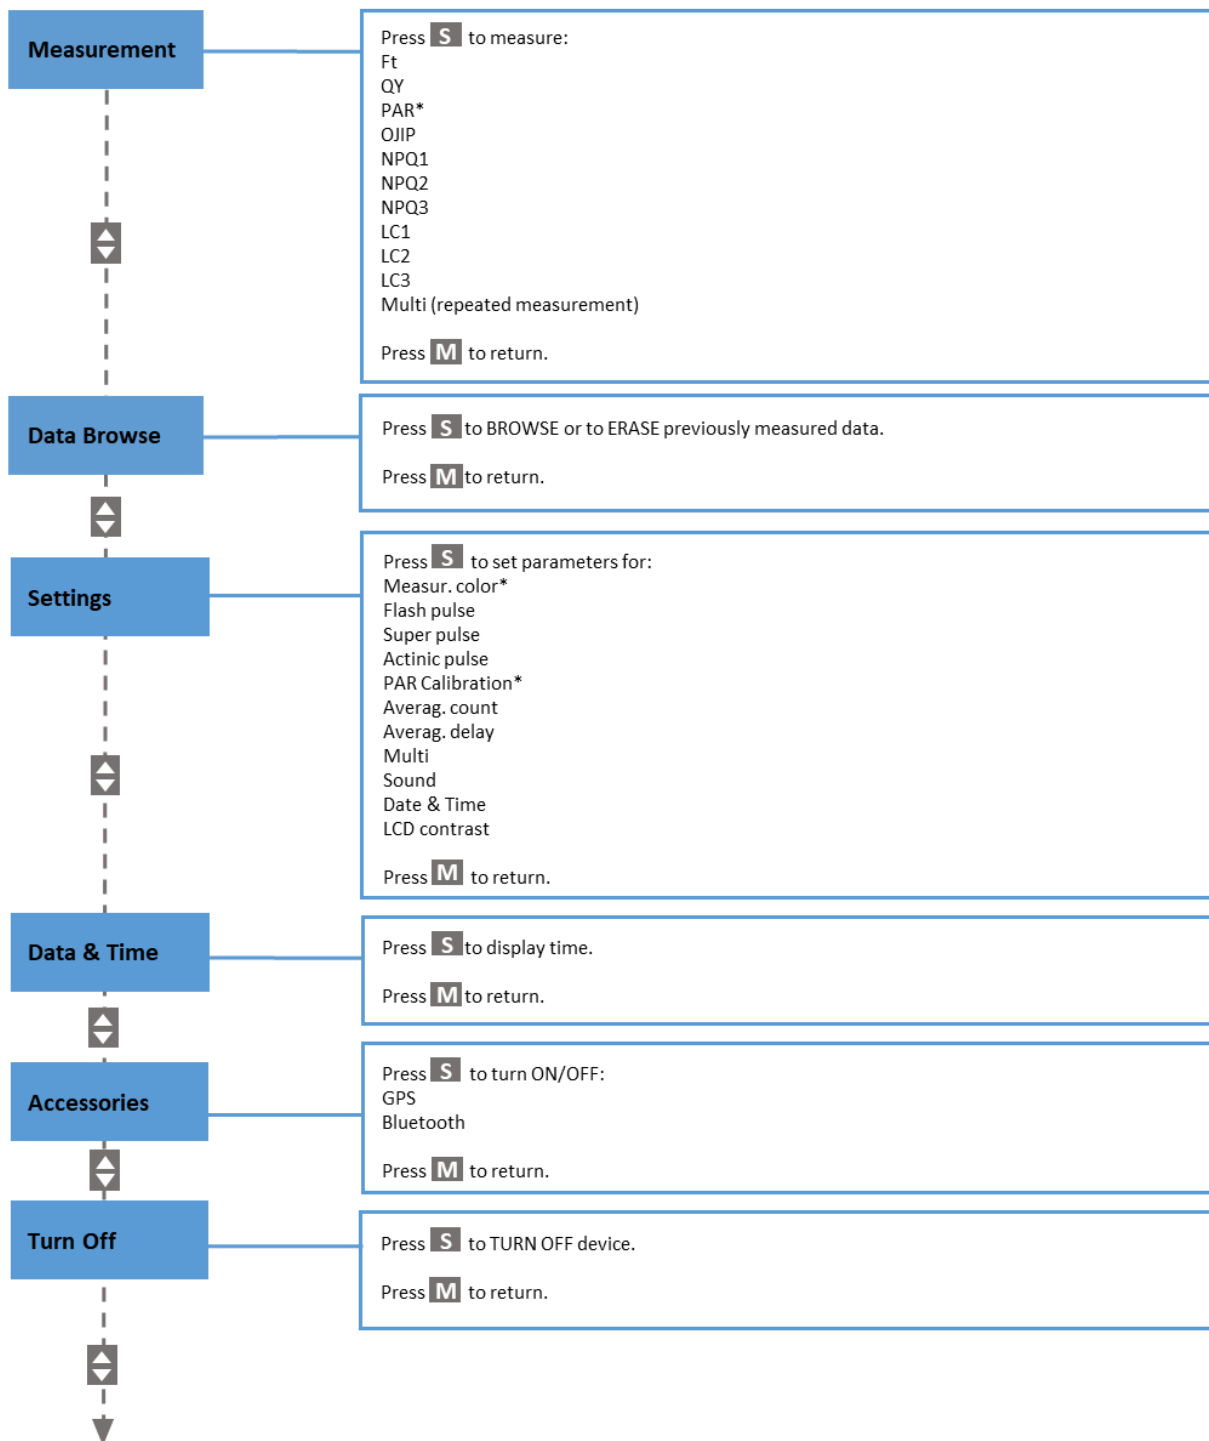 Measurement
Press S to measure:
Ft
QY
PAR*
OJIP
NPQ1
NPQ2
NPQ3
LC1
LC2
LC3
Multi (repeated measurement)
Press M to return.
Data Browse
Press S to BROWSE or to ERASE previously measured data.
Press M to return.
Settings
Press S to set parameters for:
Measur. color*
Flash pulse
Super pulse
Actinic pulse
PAR Calibration*
Averag. count
Averag. delay
Multi
Sound
Date & Time
LCD contrast
Press M to return.
Data & Time
Press S to display time.
Press M to return.
Accessories
Press S to turn ON/OFF:
GPS
Bluetooth
Press M to return.
Turn Off
Press S to TURN OFF device.
Press M to return.